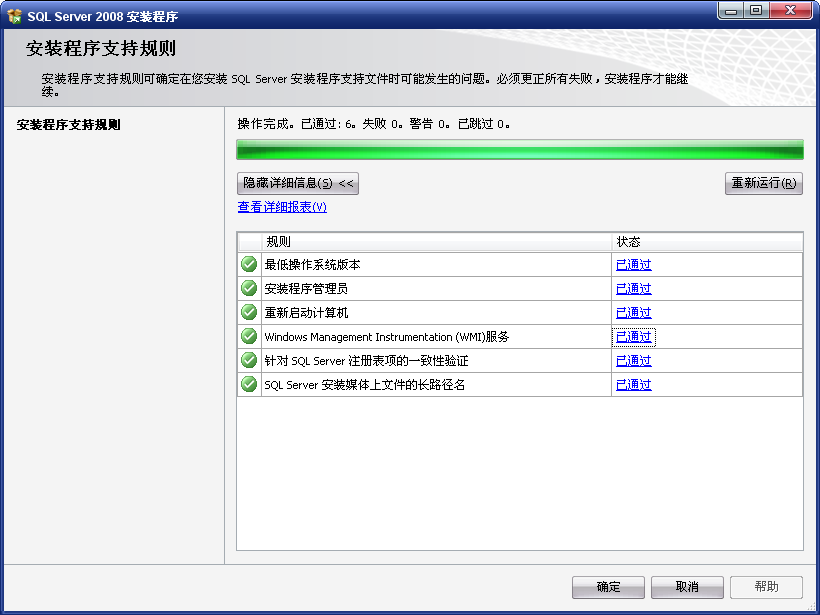 SQL Server 2008 安装程序
安装程序支持规则
安装程序支持规则可确定在您安装 SQL Server 安装程序支持文件时可能发生的问题。必须更正所有失败，安装程序才能继
续。
安装程序支持规则
操作完成。已通过: 6。失败 0。警告 0。已跳过 0。
隐藏详细信息(S) <<
重新运行(R)
查看详细报表(V)
规则 状态
最低操作系统版本 已通过
安装程序管理员 已通过
重新启动计算机 已通过
Windows Management Instrumentation (WMI)服务 已通过
针对 SQL Server 注册表项的一致性验证 已通过
SQL Server 安装媒体上文件的长路径名 已通过
确定 取消 帮助